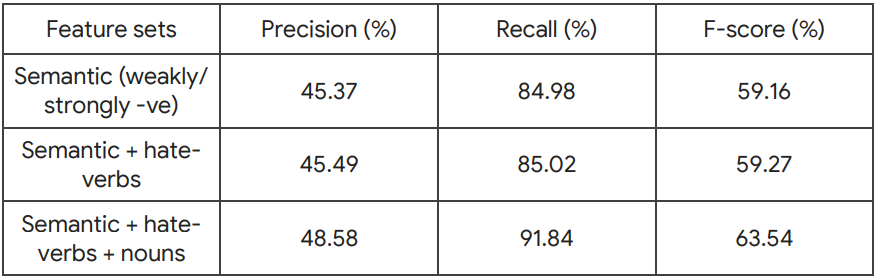 Feature sets Precision (%) Recall (%) F-score (%)
Semantic (weakly/
strongly -ve) 45.37 84.98 59.16
Semantic + hate-
verbs 45.49 85.02 59.27
Semantic + hate-
verbs + nouns 48.58 91.84 63.54